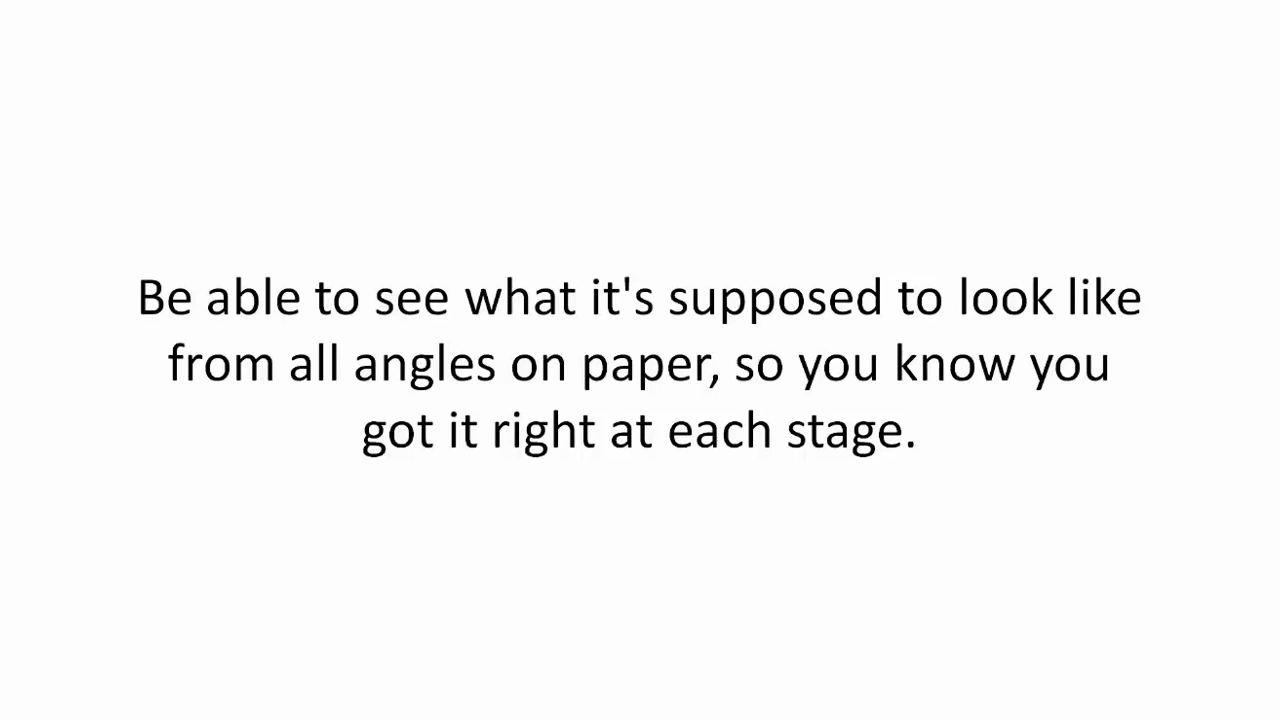 Be able to see what it's supposed to look like
from all angles on paper, so you know you
got it right at each stage.